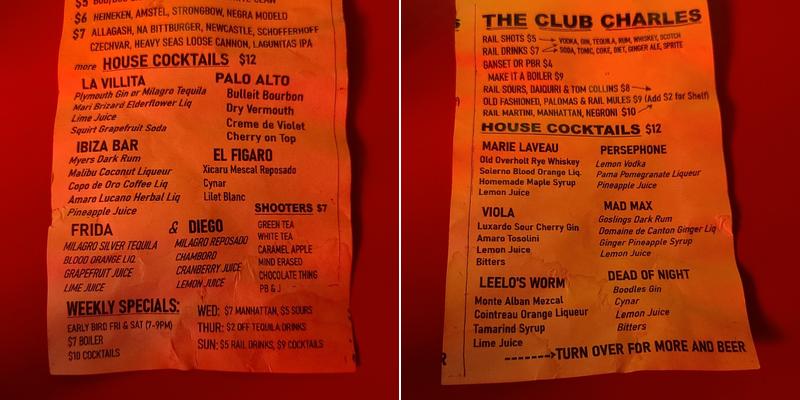 $6 HEINEKEN, AMSTEL, STRONGBOW, NEGRA MODELO
$7 ALLAGASH, NA BITTBURGER, NEWCASTLE, SCHOFFERHOFF
CZECHVAR, HEAVY SEAS LOOSE CANNON, LAGUNITAS IPA
more HOUSE COCKTAILS $12
LA VILLITA
Plymouth Gin or Milagro Tequila
Mari Brizard Elderflower Liq
Lime Juice
Squirt Grapefruit Soda
PALO ALTO
Bulleit Bourbon
Dry Vermouth
Creme de Violet
Cherry on Top
IBIZA BAR
Myers Dark Rum
Malibu Coconut Liqueur
Copo de Oro Coffee Liq
Amaro Lucano Herbal Liq
Pineapple Juice
EL FIGARO
Xicaru Mescal Reposado
Cynar
Lilet Blanc
FRIDA & DIEGO
MILAGRO SILVER TEQUILA
BLOOD ORANGE LIQ.
GRAPEFRUIT JUICE
LIME JUICE
MILAGRO REPOSADO
CHAMBORD
CRANBERRY JUICE
LEMON JUICE
SHOOTERS $7
GREEN TEA
WHITE TEA
CARAMEL APPLE
MIND ERASED
CHOCOLATE THING
PB & J
WEEKLY SPECIALS:
EARLY BIRD FRI & SAT (7-9PM)
$7 BOILER
$10 COCKTAILS
WED: $7 MANHATTAN, $5 SOURS
THUR: $2 OFF TEQUILA DRINKS
SUN: $5 RAIL DRINKS, $9 COCKTAILS
THE CLUB CHARLES
RAIL SHOTS $5 VODKA, GIN, TEQUILA, RUM, WHISKEY, SCOTCH
RAIL DRINKS $7 SODA, TONIC, COKE, DIET, GINGER ALE, SPRITE
GANSET OR PBR $4
MAKE IT A BOILER $9
RAIL SOURS, DAIQUIRI & TOM COLLINS $8
OLD FASHIONED, PALOMAS & RAIL MULES $9 (Add $2 for Shelf)
RAIL MARTINI, MANHATTAN, NEGRONI $10
HOUSE COCKTAILS $12
MARIE LAVEAU
Old Overholt Rye Whiskey
Solerno Blood Orange Liq.
Homemade Maple Syrup
Lemon Juice
PERSEPHONE
Lemon Vodka
Pama Pomegranate Liqueur
Pineapple Juice
VIOLA
Luxardo Sour Cherry Gin
Amaro Tosolini
Lemon Juice
Bitters
MAD MAX
Goslings Dark Rum
Domaine de Canton Ginger Liq
Ginger Pineapple Syrup
Lemon Juice
LEELO'S WORM
Monte Alban Mezcal
Cointreau Orange Liqueur
Tamarind Syrup
Lime Juice
DEAD OF NIGHT
Boodles Gin
Cynar
Lemon Juice
Bitters
-------->TURN OVER FOR MORE AND BEER